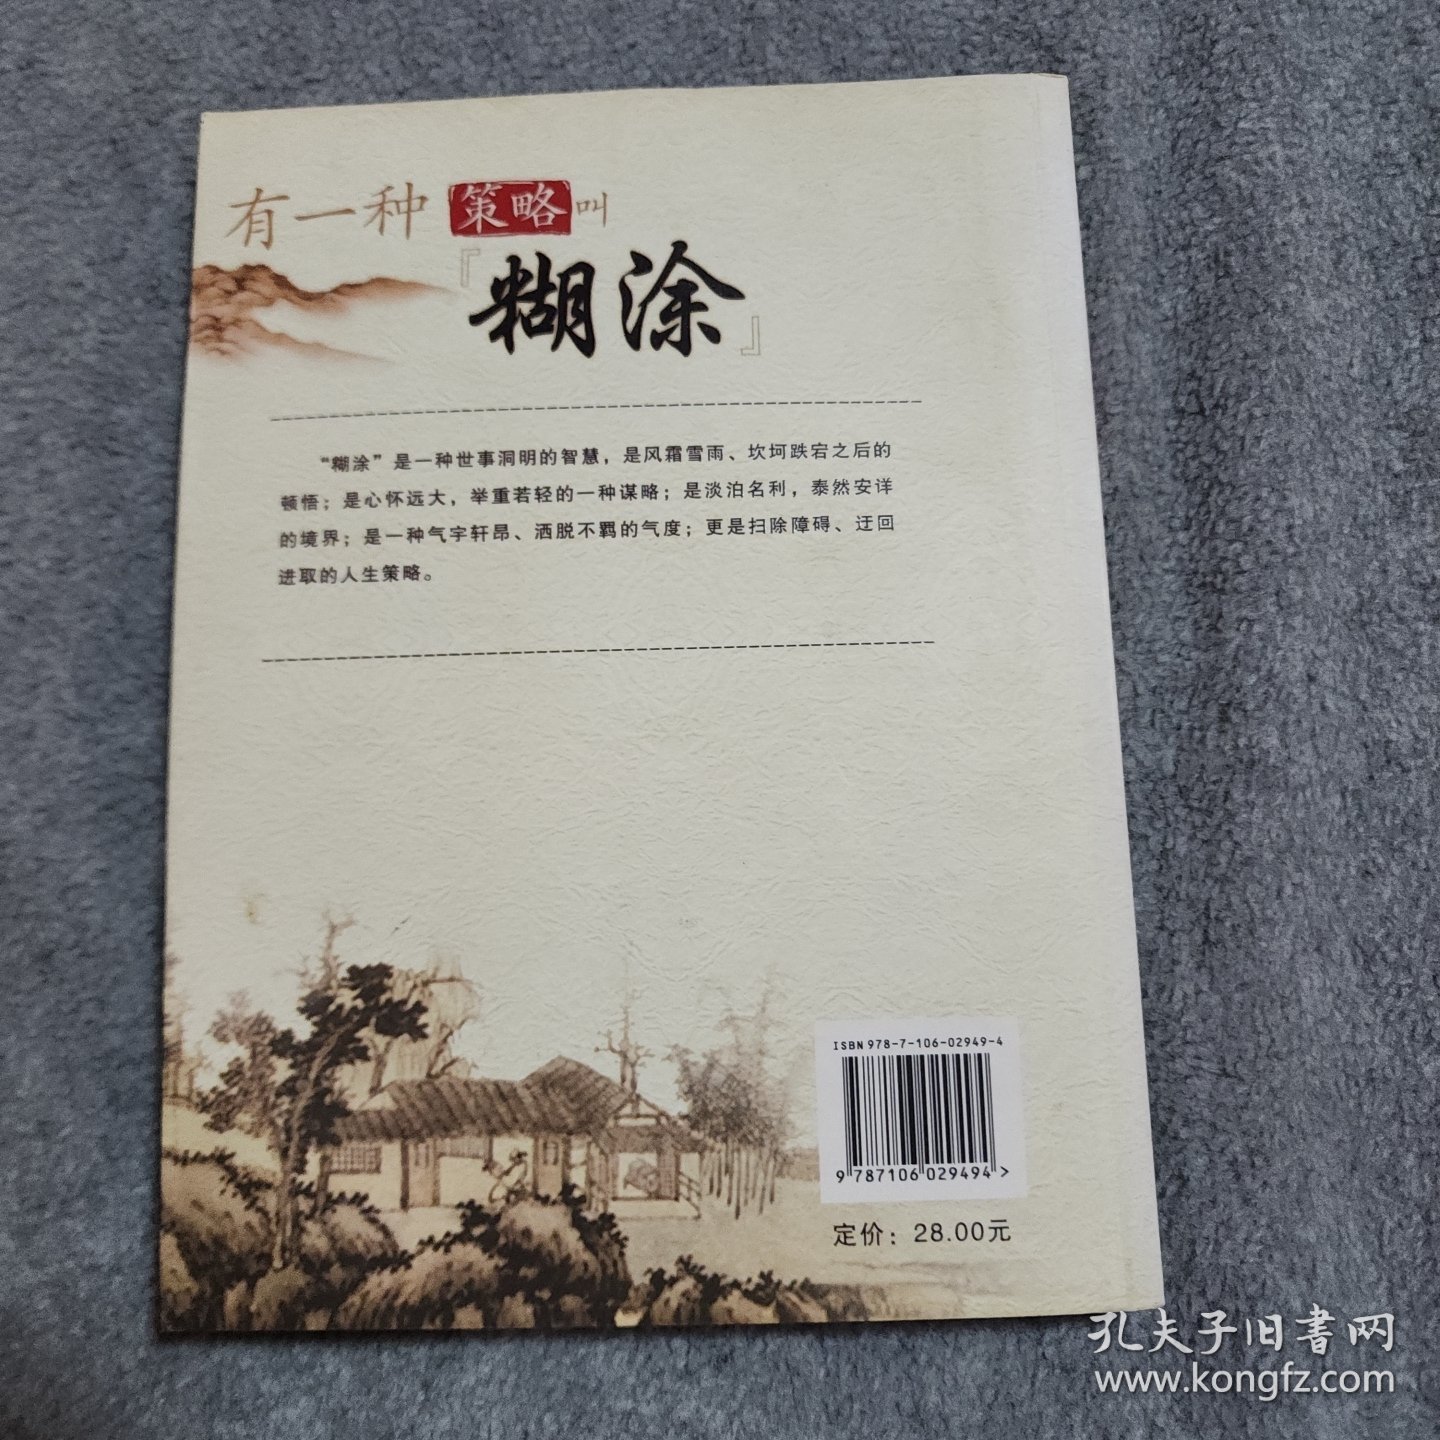 有一种 策略 叫
『糊涂』
“糊涂”是一种世事洞明的智慧，是风霜雪雨、坎坷跌宕之后的
顿悟；是心怀远大，举重若轻的一种谋略；是淡泊名利，泰然安详
的境界；是一种气宇轩昂、洒脱不羁的气度；更是扫除障碍、迂回
进取的人生策略。
ISBN 978-7-106-02949-4
9 787106 029494 >
定价：28.00元
孔夫子旧書网
www.kongfz.com